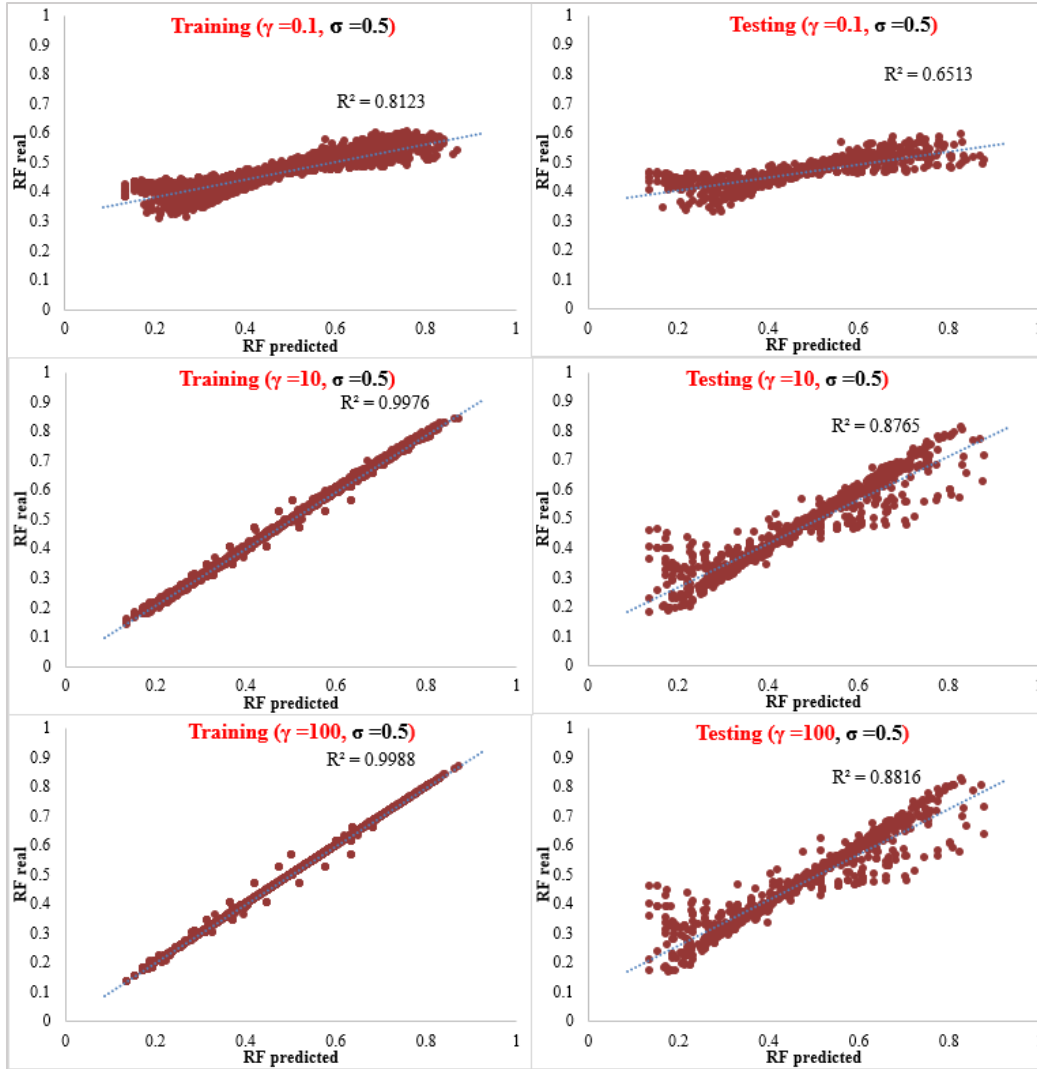 Training (γ =0.1, σ =0.5)
R² = 0.8123
RF real
1
0.9
0.8
0.7
0.6
0.5
0.4
0.3
0.2
0.1
0
0 0.2 0.4 0.6 0.8 1
RF predicted
Testing (γ =0.1, σ =0.5)
R² = 0.6513
RF real
1
0.9
0.8
0.7
0.6
0.5
0.4
0.3
0.2
0.1
0
0 0.2 0.4 0.6 0.8 1
RF predicted
Training (γ =10, σ =0.5)
R² = 0.9976
RF real
1
0.9
0.8
0.7
0.6
0.5
0.4
0.3
0.2
0.1
0
0 0.2 0.4 0.6 0.8 1
RF predicted
Testing (γ =10, σ =0.5)
R² = 0.8765
RF real
1
0.9
0.8
0.7
0.6
0.5
0.4
0.3
0.2
0.1
0
0 0.2 0.4 0.6 0.8 1
RF predicted
Training (γ =100, σ =0.5)
R² = 0.9988
RF real
1
0.9
0.8
0.7
0.6
0.5
0.4
0.3
0.2
0.1
0
0 0.2 0.4 0.6 0.8 1
RF predicted
Testing (γ =100, σ =0.5)
R² = 0.8816
RF real
1
0.9
0.8
0.7
0.6
0.5
0.4
0.3
0.2
0.1
0
0 0.2 0.4 0.6 0.8 1
RF predicted